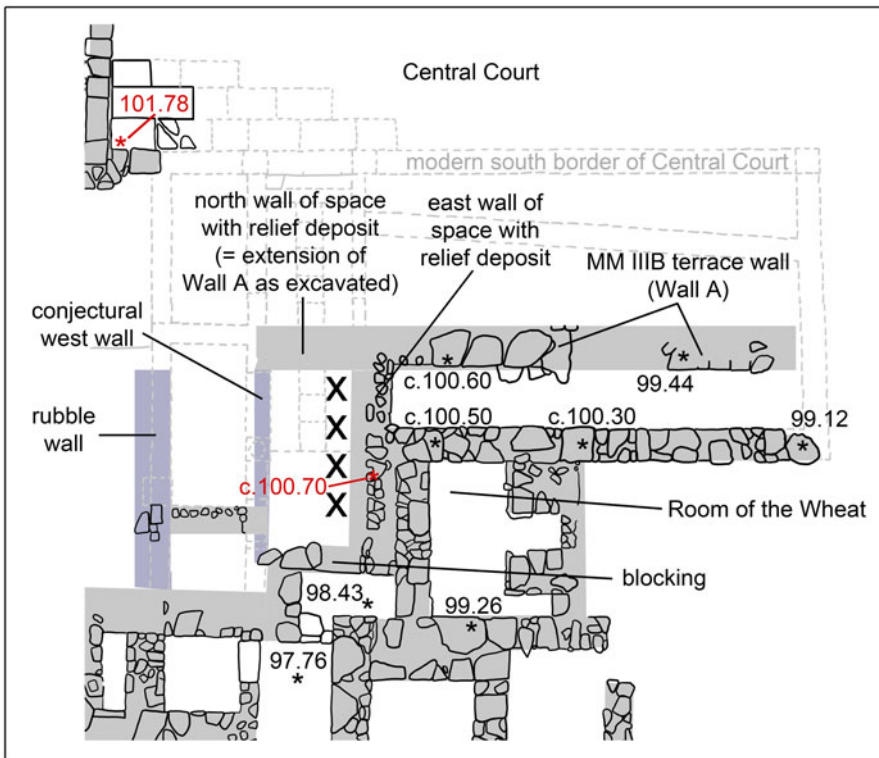 Central Court
101.78
modern south border of Central Court
north wall of space
with relief deposit
(= extension of
Wall A as excavated)
east wall of
space with
relief deposit
MM IIIB terrace wall
(Wall A)
conjectural
west wall
rubble
wall
c.100.60
99.44
X
X
X
X
c.100.50
c.100.30
99.12
c.100.70
Room of the Wheat
blocking
98.43
99.26
97.76